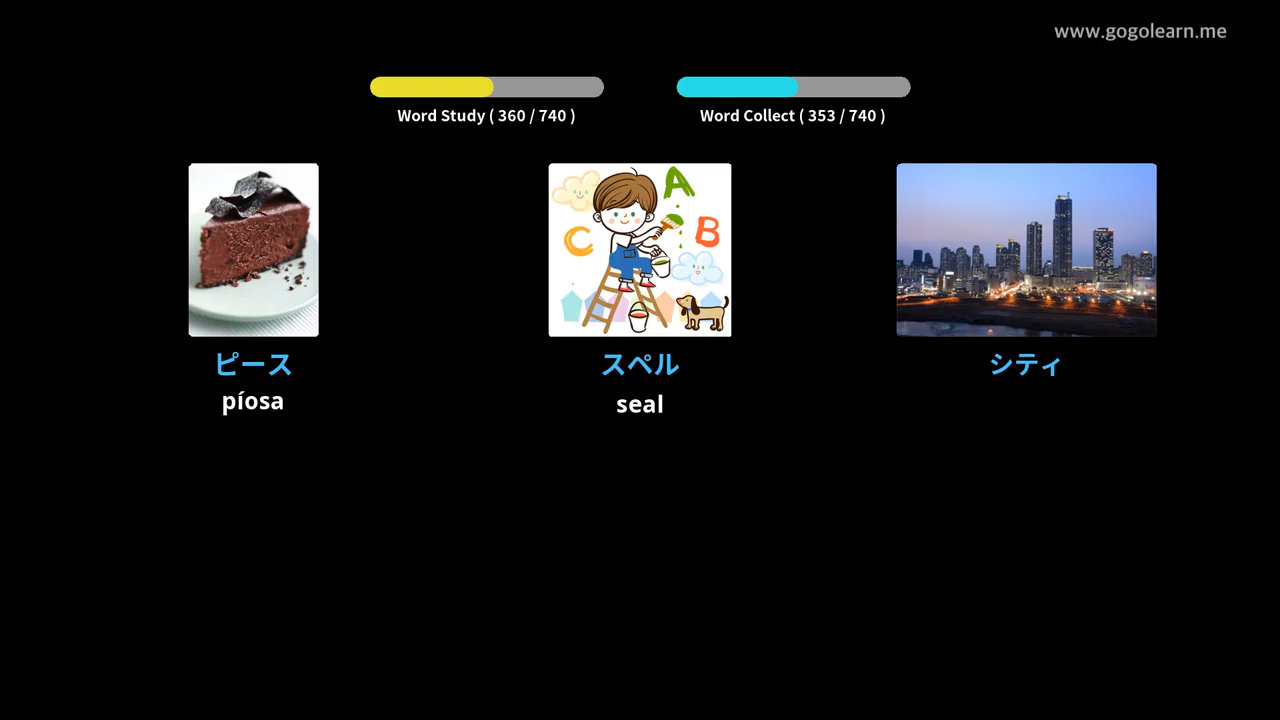 www.gogolearn.me
Word Study ( 360 / 740 )
Word Collect ( 353 / 740 )
A
B
C
ピース
スペル
シティ
píosa
seal